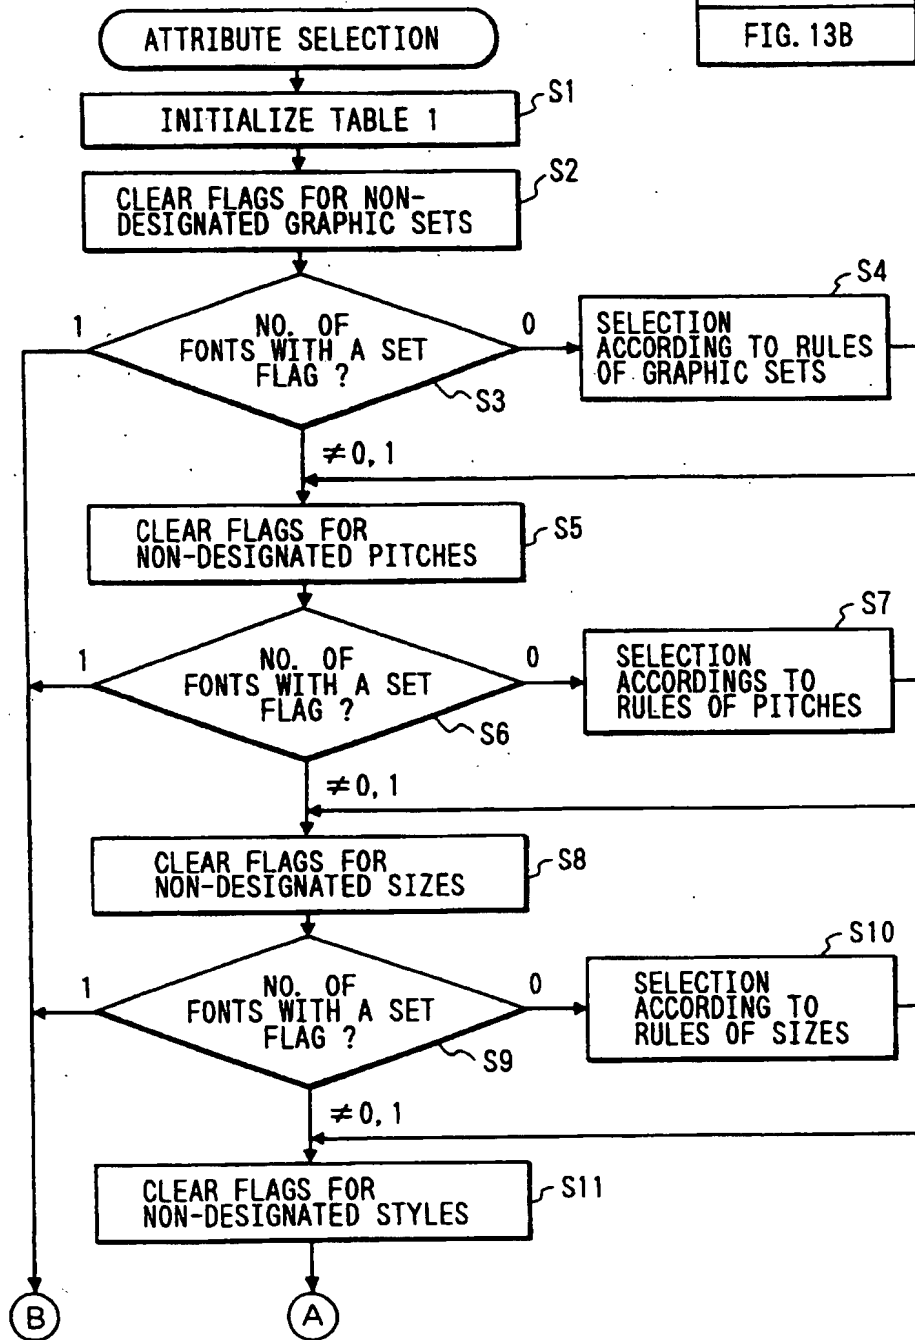 FIG. 13B
ATTRIBUTE SELECTION
S1
INITIALIZE TABLE 1
S2
CLEAR FLAGS FOR NON-
DESIGNATED GRAPHIC SETS
S3
1
NO. OF
FONTS WITH A SET
FLAG ?
0
S4
SELECTION
ACCORDING TO RULES
OF GRAPHIC SETS
≠0, 1
S5
CLEAR FLAGS FOR
NON-DESIGNATED PITCHES
S6
1
NO. OF
FONTS WITH A SET
FLAG ?
0
S7
SELECTION
ACCORDINGS TO
RULES OF PITCHES
≠0, 1
S8
CLEAR FLAGS FOR
NON-DESIGNATED SIZES
S9
1
NO. OF
FONTS WITH A SET
FLAG ?
0
S10
SELECTION
ACCORDING TO
RULES OF SIZES
≠0, 1
S11
CLEAR FLAGS FOR
NON-DESIGNATED STYLES
B
A